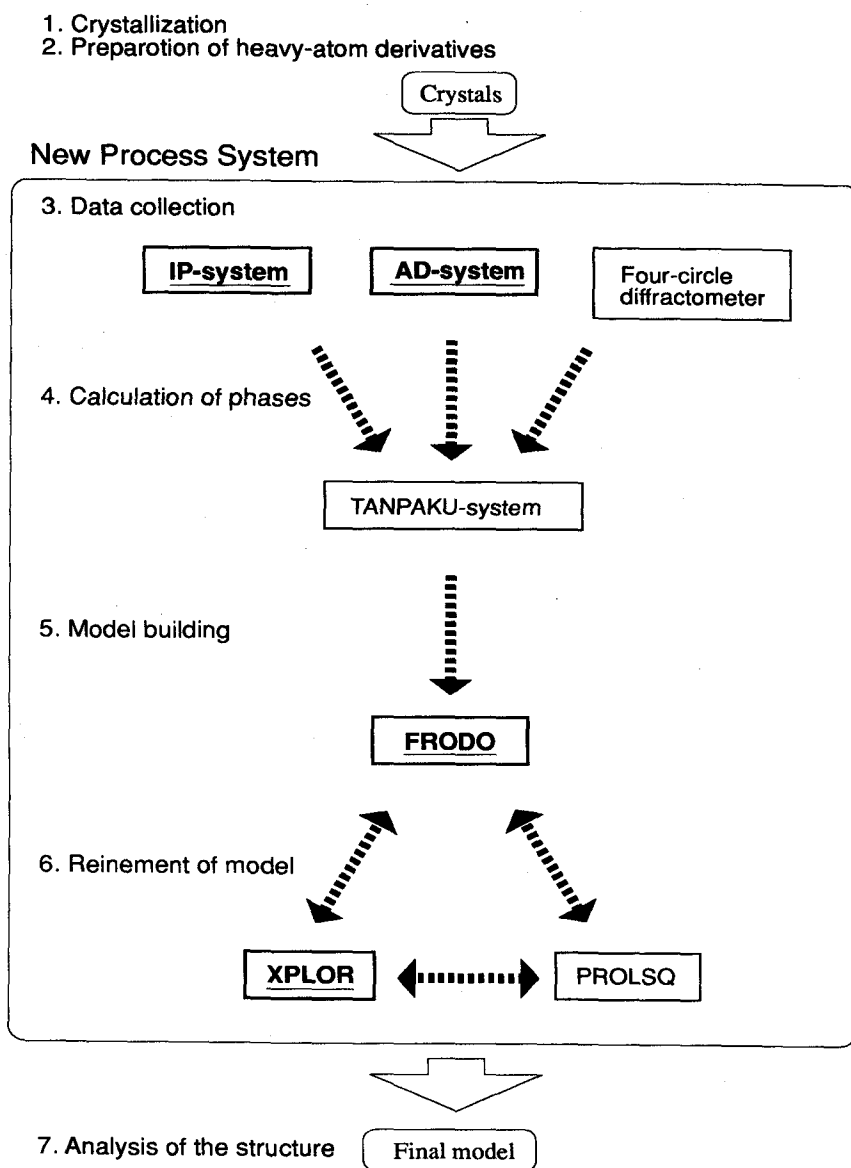 1. Crystallization
2. Preparotion of heavy-atom derivatives
Crystals
New Process System
3. Data collection
IP-system
AD-system
Four-circle
diffractometer
4. Calculation of phases
TANPAKU-system
5. Model building
FRODO
6. Reinement of model
XPLOR
PROLSQ
7. Analysis of the structure
Final model